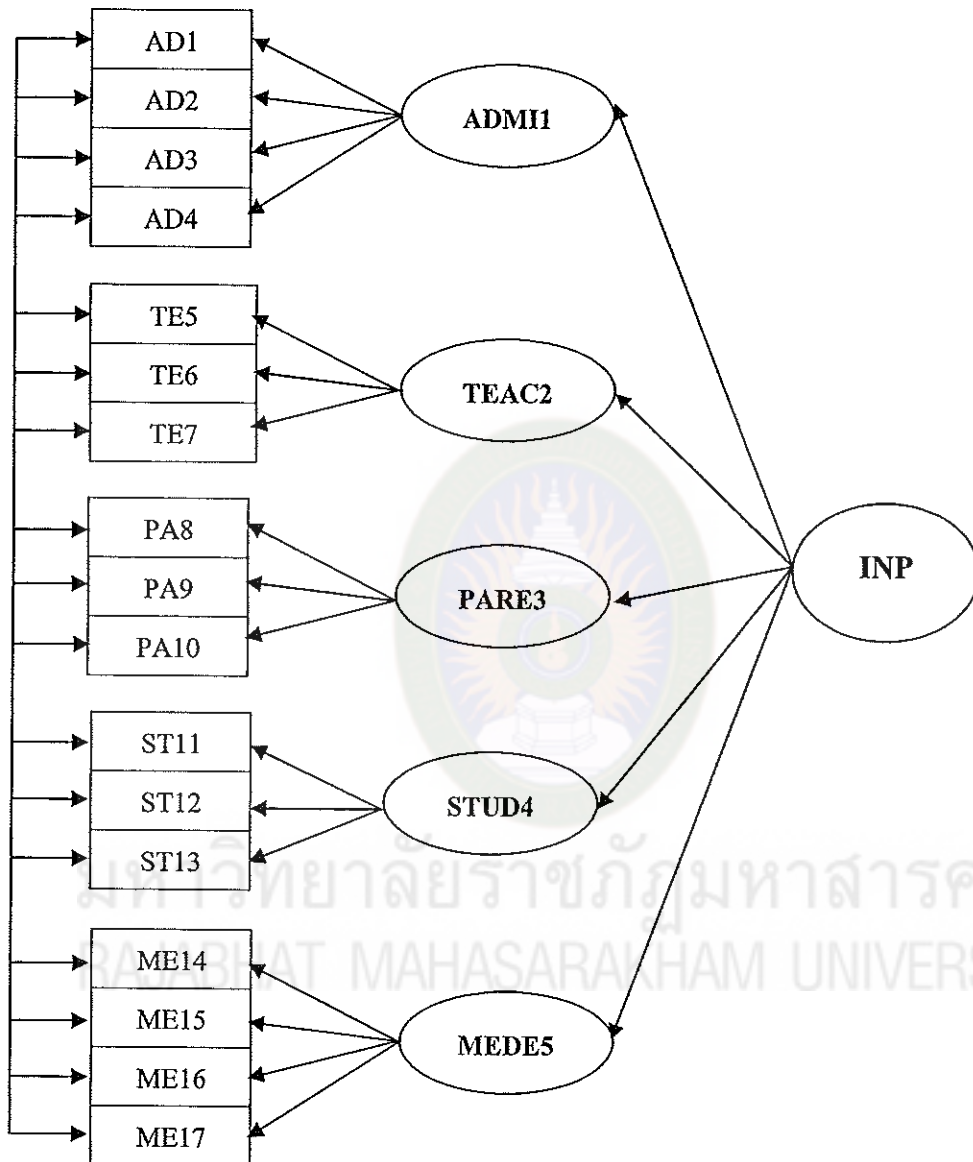 AD1
AD2
AD3
AD4
ADMI1
TE5
TE6
TE7
TEAC2
PA8
PA9
PA10
PARE3
INP
ST11
ST12
ST13
STUD4
มหาวิทยาลัยราชภัฏมหาสารค
RAJABHAT MAHASARAKHAM UNIVERS
ME14
ME15
ME16
ME17
MEDE5